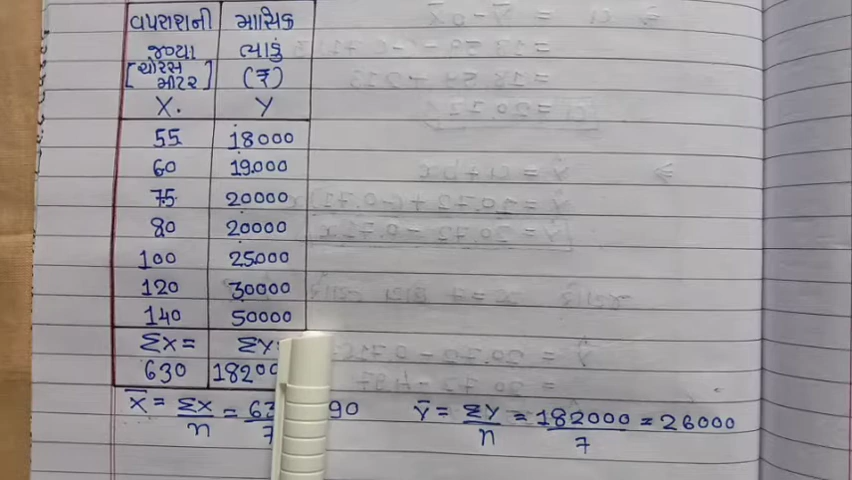 વપરાશની માસિક
જગ્યા ભાડું
[ચોરસ મીટર] (₹)
X. Y
55 18000
60 19000
75 20000
80 20000
100 25000
120 30000
140 50000
Σx= ΣY
630 1820
x̄ = Σx/n = 90 ȳ = ΣY/n = 182000/7 = 26000